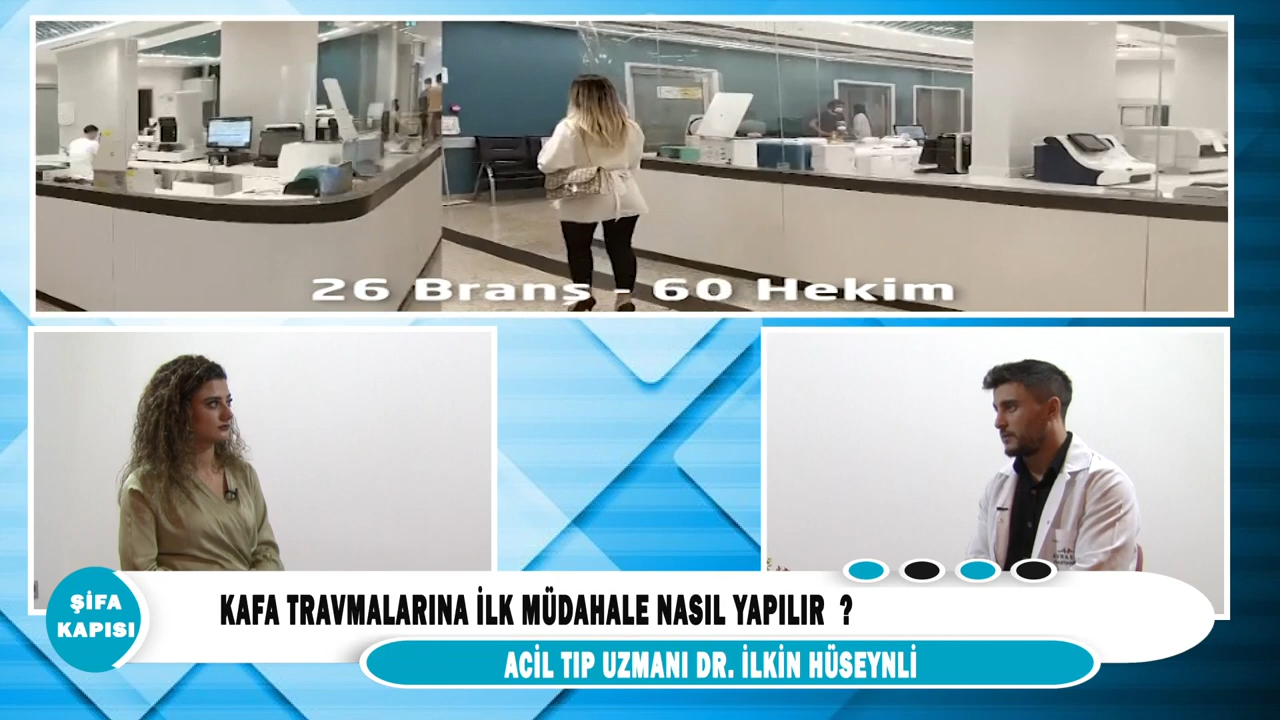 26 Branş - 60 Hekim
ŞİFA
KAPISI
KAFA TRAVMALARINA İLK MÜDAHALE NASIL YAPILIR ?
ACİL TIP UZMANI DR. İLKİN HÜSEYNLİ